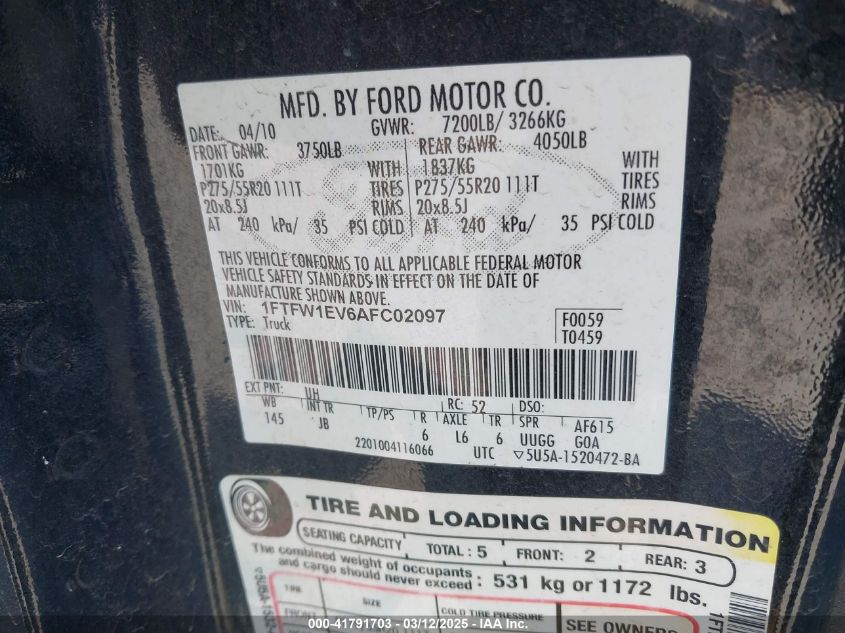 MFD. BY FORD MOTOR CO.
DATE: 04/10 GVWR: 7200LB/ 3266KG
FRONT GAWR: 3750LB REAR GAWR: 4050LB
1701KG WITH 1837KG WITH
P275/55R20 111T TIRES P275/55R20 111T TIRES
20x8.5J RIMS 20x8.5J RIMS
AT 240 kPa/ 35 PSI COLD AT 240 kPa/ 35 PSI COLD
THIS VEHICLE CONFORMS TO ALL APPLICABLE FEDERAL MOTOR
VEHICLE SAFETY STANDARDS IN EFFECT ON THE DATE OF
MANUFACTURE SHOWN ABOVE.
VIN: 1FTFW1EV6AFC02097 F0059
TYPE: Truck T0459
EXT PNT: UH RC: 52 DSO:
WB INT TR TP/PS R AXLE TR SPR AF615
145 JB 6 L6 6 UUGG GOA
2201004116066 UTC ▽5U5A-1520472-BA
TIRE AND LOADING INFORMATION
SEATING CAPACITY TOTAL : 5 FRONT: 2 REAR: 3
The combined weight of occupants
and cargo should never exceed : 531 kg or 1172 lbs.
TIRE SIZE COLD TIRE PRESSURE SEE OWNERS
FRONT
1FT
000-41791703 - 03/12/2025 - IAAI.COM